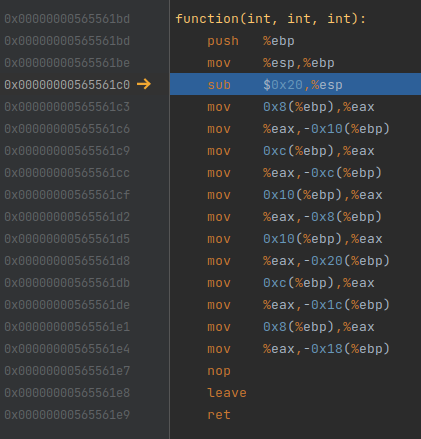 0x00000000565561bd function(int, int, int):
0x00000000565561bd push %ebp
0x00000000565561be mov %esp,%ebp
0x00000000565561c0 sub $0x20,%esp
0x00000000565561c3 mov 0x8(%ebp),%eax
0x00000000565561c6 mov %eax,-0x10(%ebp)
0x00000000565561c9 mov 0xc(%ebp),%eax
0x00000000565561cc mov %eax,-0xc(%ebp)
0x00000000565561cf mov 0x10(%ebp),%eax
0x00000000565561d2 mov %eax,-0x8(%ebp)
0x00000000565561d5 mov 0x10(%ebp),%eax
0x00000000565561d8 mov %eax,-0x20(%ebp)
0x00000000565561db mov 0xc(%ebp),%eax
0x00000000565561de mov %eax,-0x1c(%ebp)
0x00000000565561e1 mov 0x8(%ebp),%eax
0x00000000565561e4 mov %eax,-0x18(%ebp)
0x00000000565561e7 nop
0x00000000565561e8 leave
0x00000000565561e9 ret